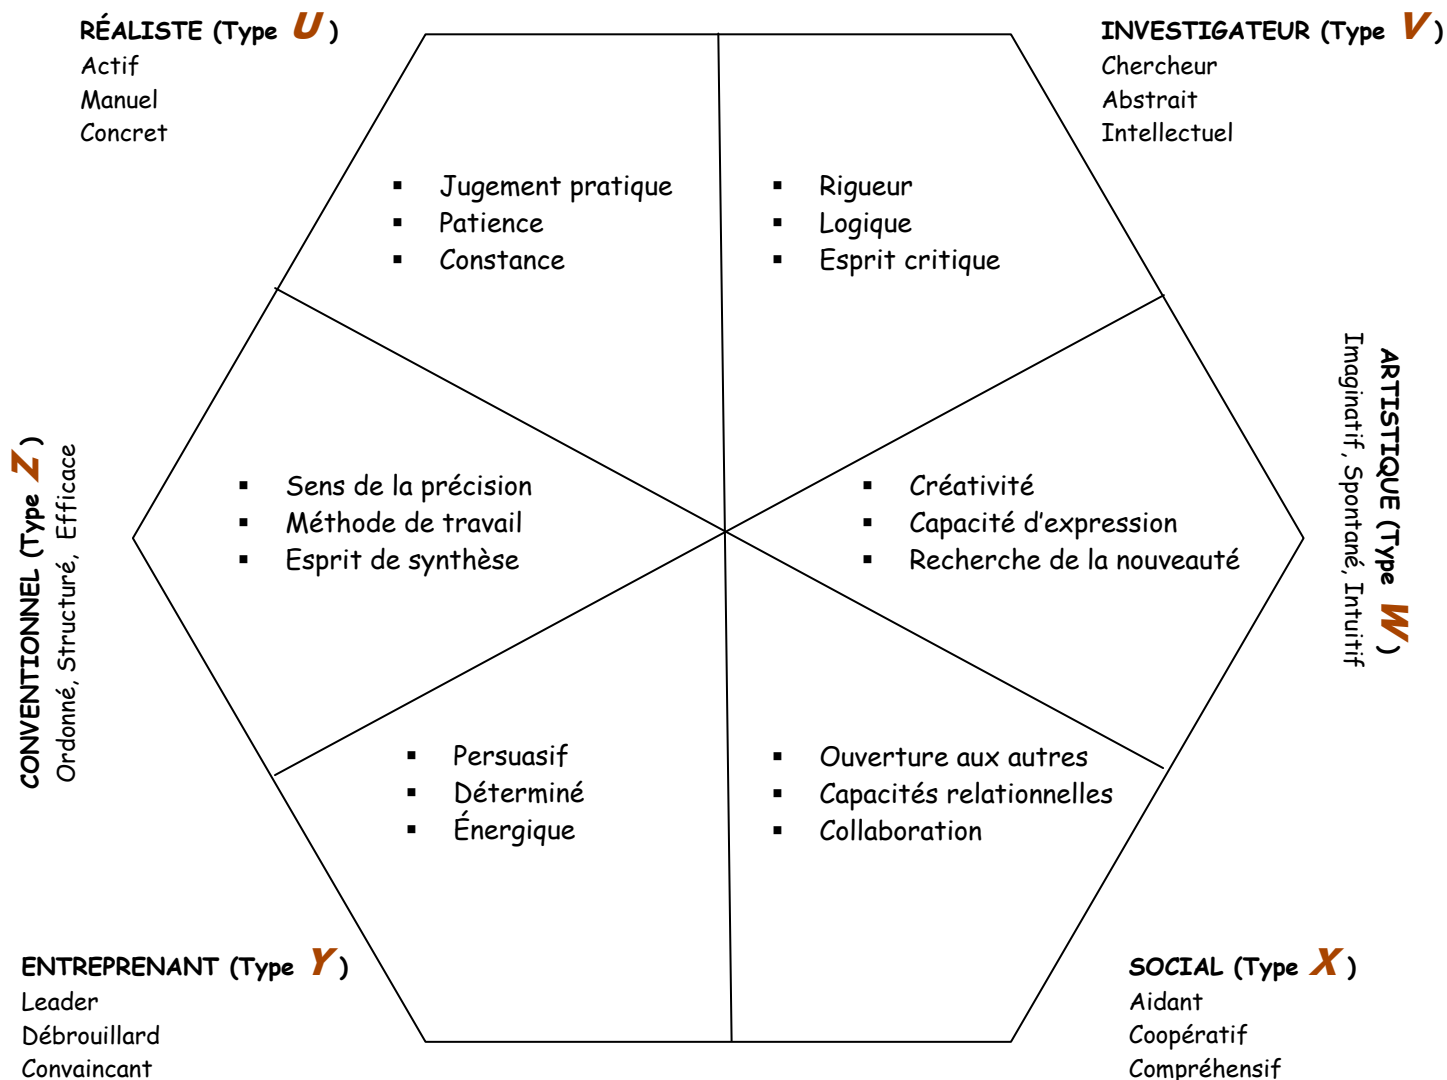 RÉALISTE (Type U )
Actif
Manuel
Concret
INVESTIGATEUR (Type V )
Chercheur
Abstrait
Intellectuel
▪ Jugement pratique
▪ Patience
▪ Constance
▪ Rigueur
▪ Logique
▪ Esprit critique
CONVENTIONNEL (Type Z )
Ordonné, Structuré, Efficace
▪ Sens de la précision
▪ Méthode de travail
▪ Esprit de synthèse
▪ Créativité
▪ Capacité d’expression
▪ Recherche de la nouveauté
ARTISTIQUE (Type W )
Imaginatif, Spontané, Intuitif
▪ Persuasif
▪ Déterminé
▪ Énergique
▪ Ouverture aux autres
▪ Capacités relationnelles
▪ Collaboration
ENTREPRENANT (Type Y )
Leader
Débrouillard
Convaincant
SOCIAL (Type X )
Aidant
Coopératif
Compréhensif